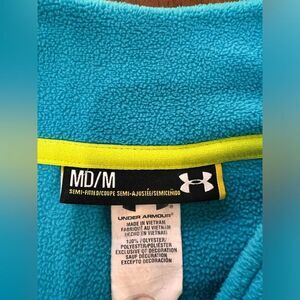 MD/M
SEMI-FITTED/COUPE SEMI-AJUSTÉE/SEMICEÑIDO
UNDER ARMOUR
MADE IN VIETNAM
FABRIQUÉ AU VIETNAM
HECHO EN VIETNAM
100% POLYESTER/
POLYESTER/POLIÉSTER
EXCLUSIVE OF DECORATION
SAUF DÉCORATION
EXCEPTO DECORACIÓN